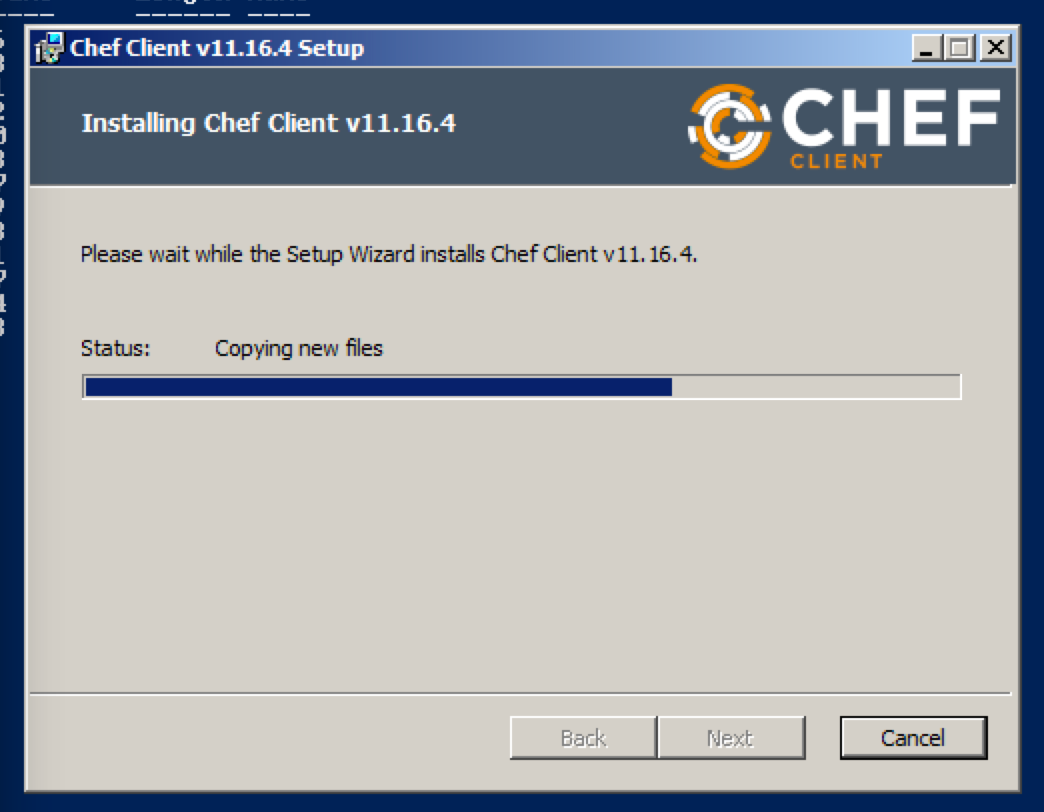 Chef Client v11.16.4 Setup
Installing Chef Client v11.16.4
CHEF
CLIENT
Please wait while the Setup Wizard installs Chef Client v11.16.4.
Status: Copying new files
Back Next Cancel